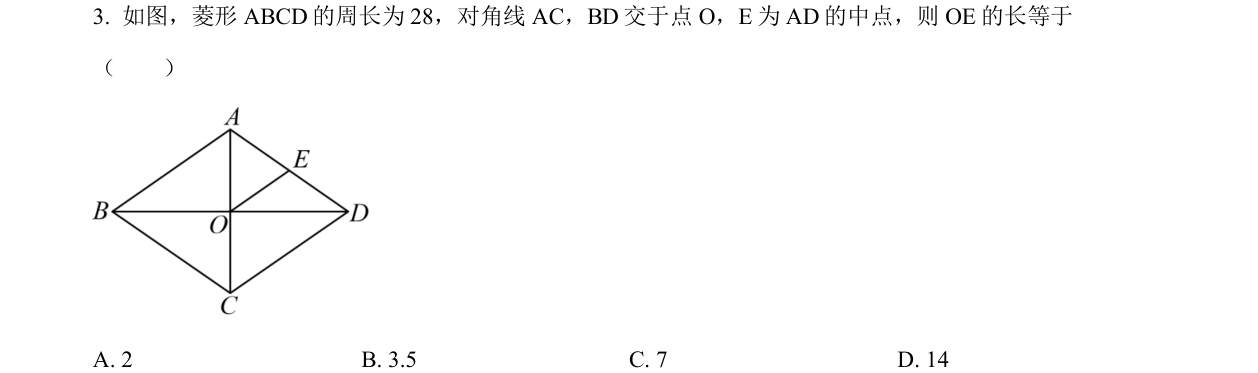 3. 如图，菱形 ABCD 的周长为 28，对角线 AC，BD 交于点 O，E 为 AD 的中点，则 OE 的长等于
（　　）
A
E
B
O
D
C
A. 2 B. 3.5 C. 7 D. 14